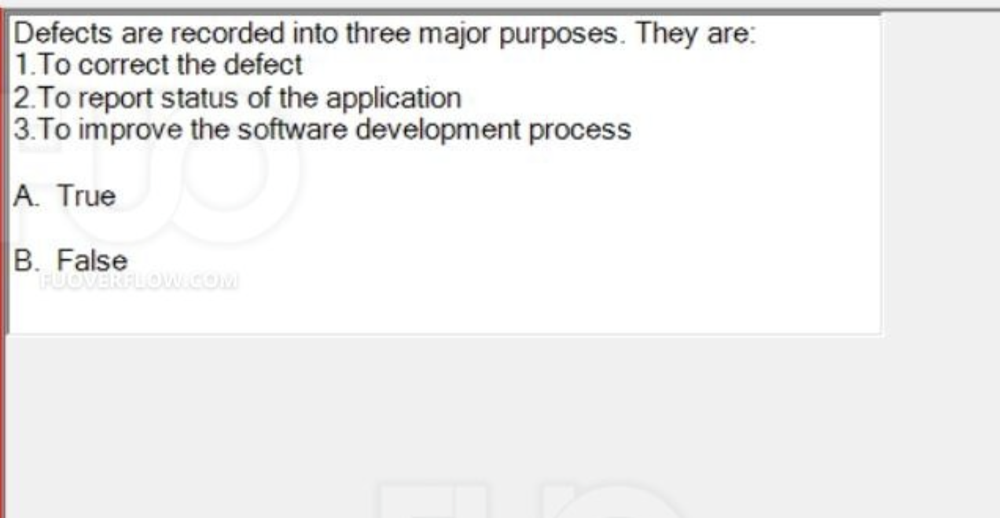 Defects are recorded into three major purposes. They are:
1.To correct the defect
2.To report status of the application
3.To improve the software development process
A. True
B. False
FUOVERFLOW.COM